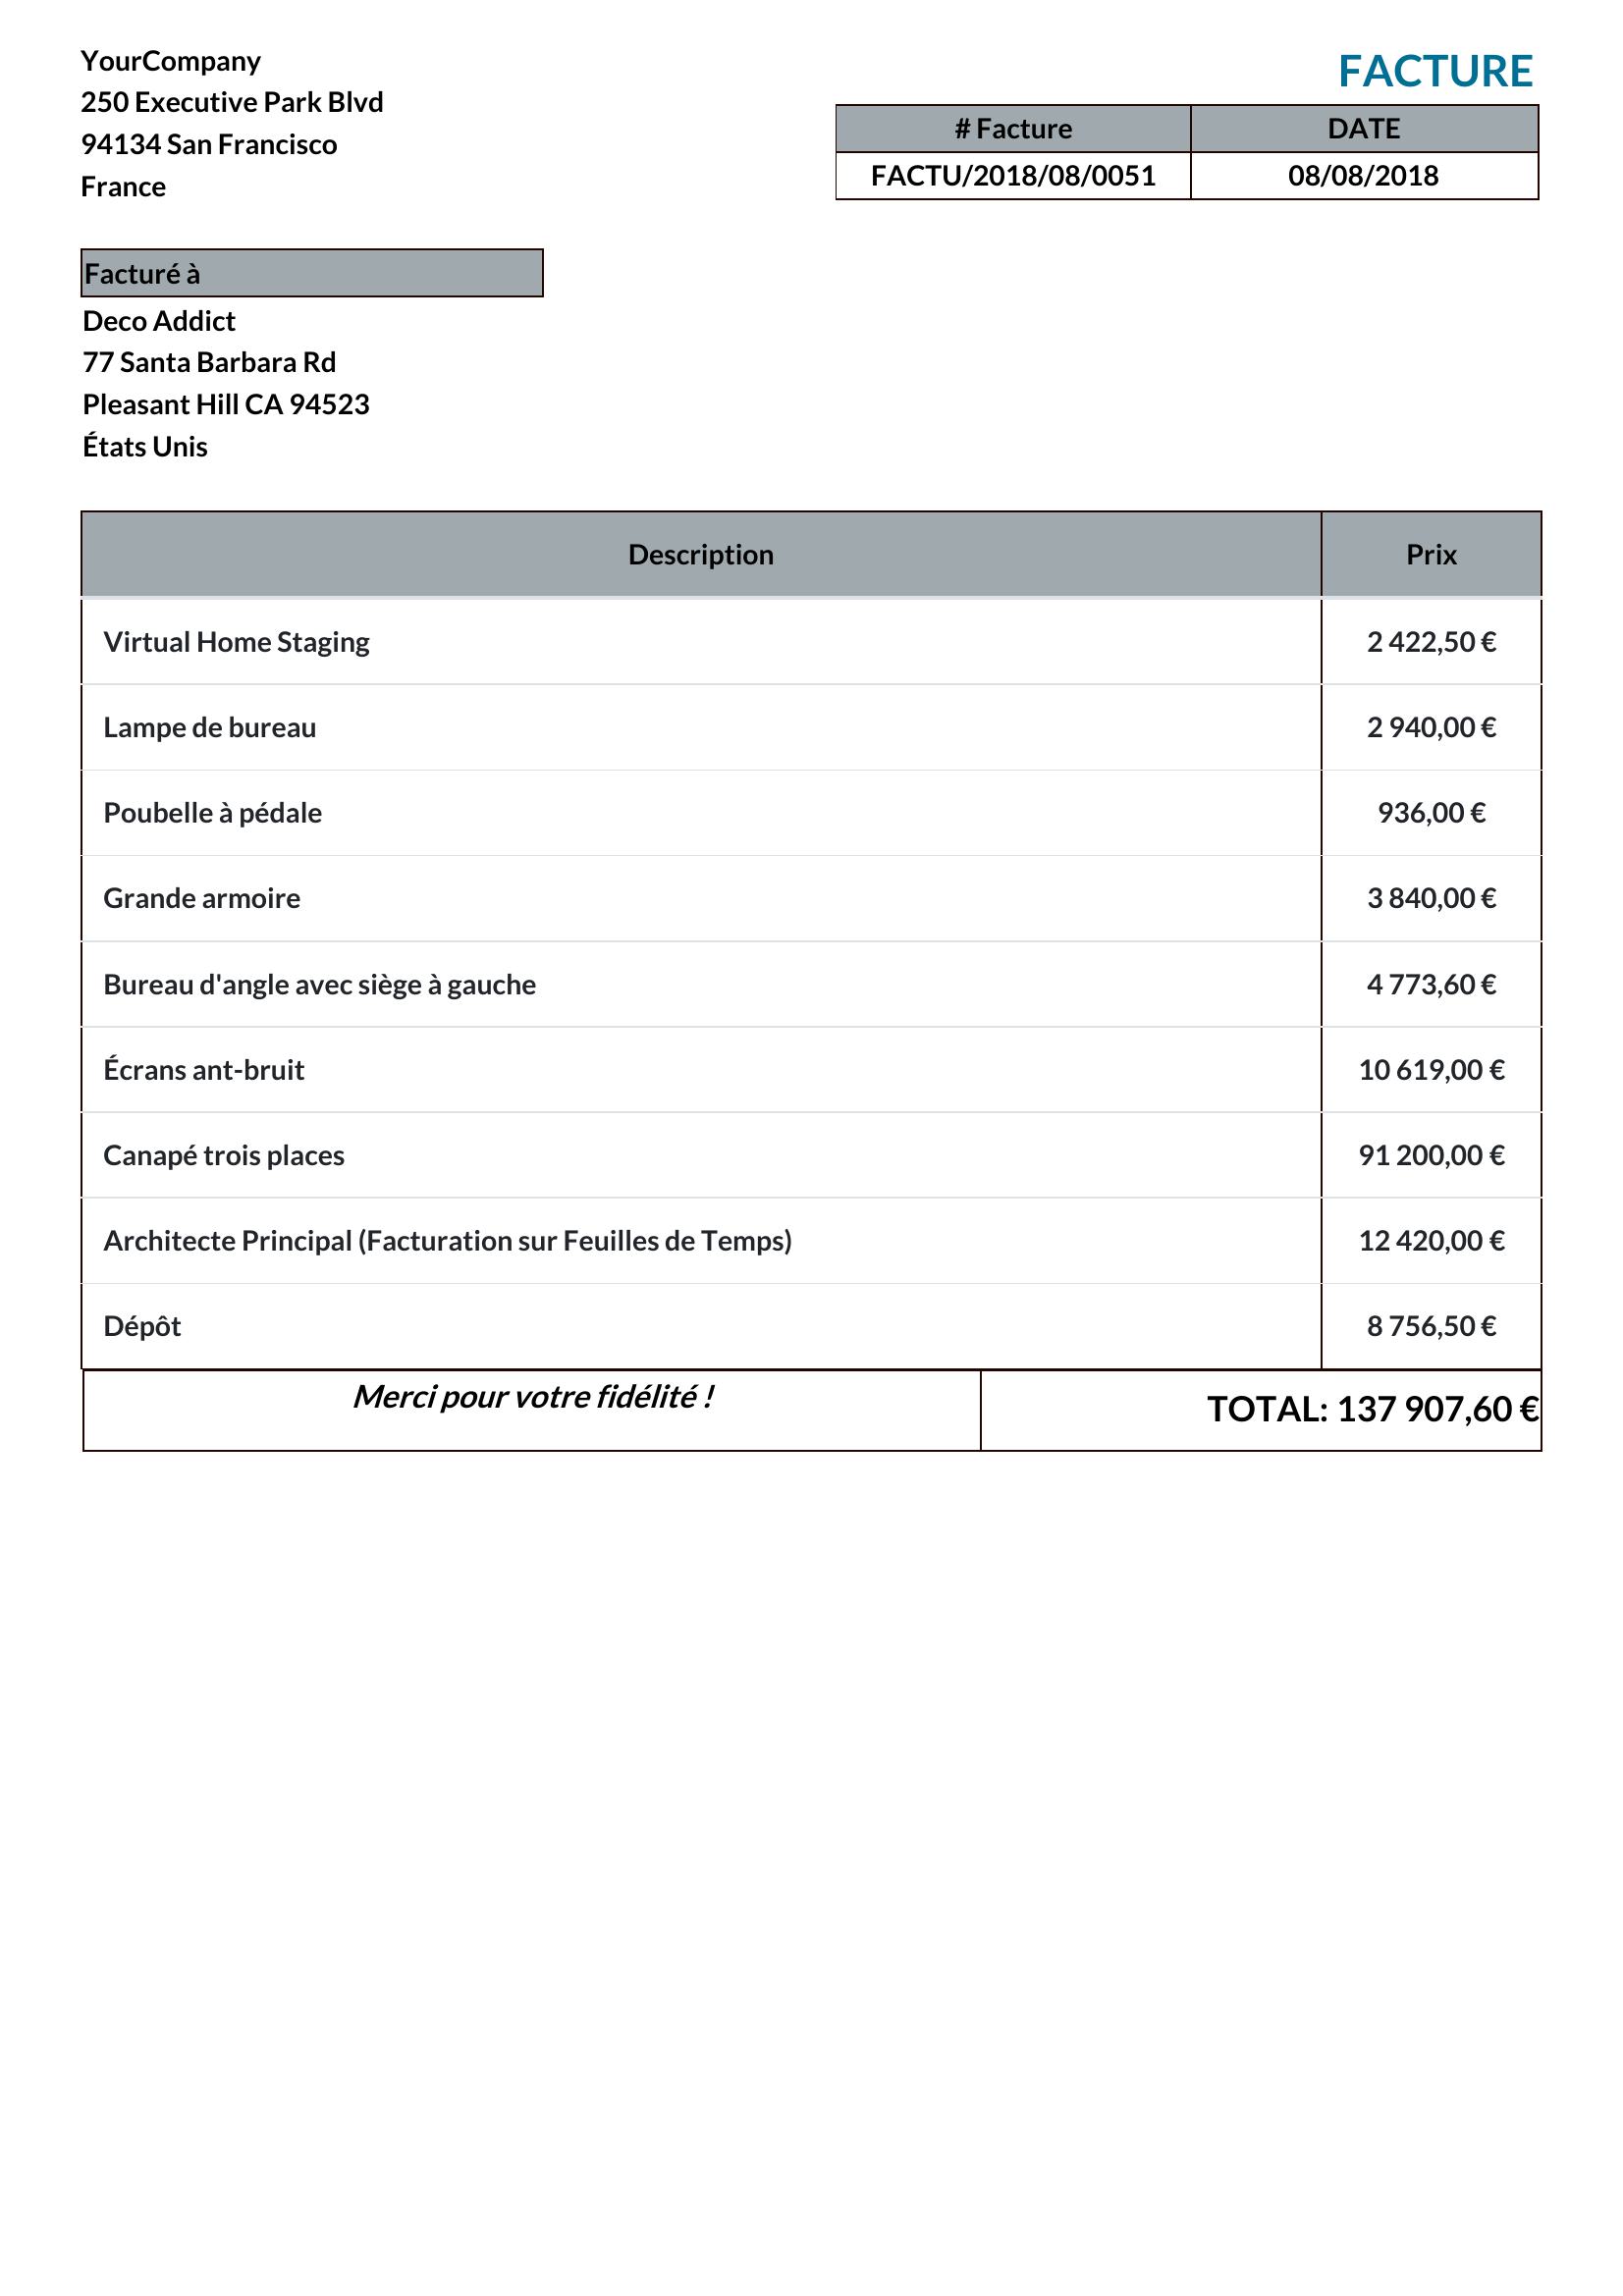 YourCompany
250 Executive Park Blvd
94134 San Francisco
France
FACTURE
# Facture DATE
FACTU/2018/08/0051 08/08/2018
Facturé à
Deco Addict
77 Santa Barbara Rd
Pleasant Hill CA 94523
États Unis
Description Prix
Virtual Home Staging 2 422,50 €
Lampe de bureau 2 940,00 €
Poubelle à pédale 936,00 €
Grande armoire 3 840,00 €
Bureau d'angle avec siège à gauche 4 773,60 €
Écrans ant-bruit 10 619,00 €
Canapé trois places 91 200,00 €
Architecte Principal (Facturation sur Feuilles de Temps) 12 420,00 €
Dépôt 8 756,50 €
Merci pour votre fidélité !
TOTAL: 137 907,60 €